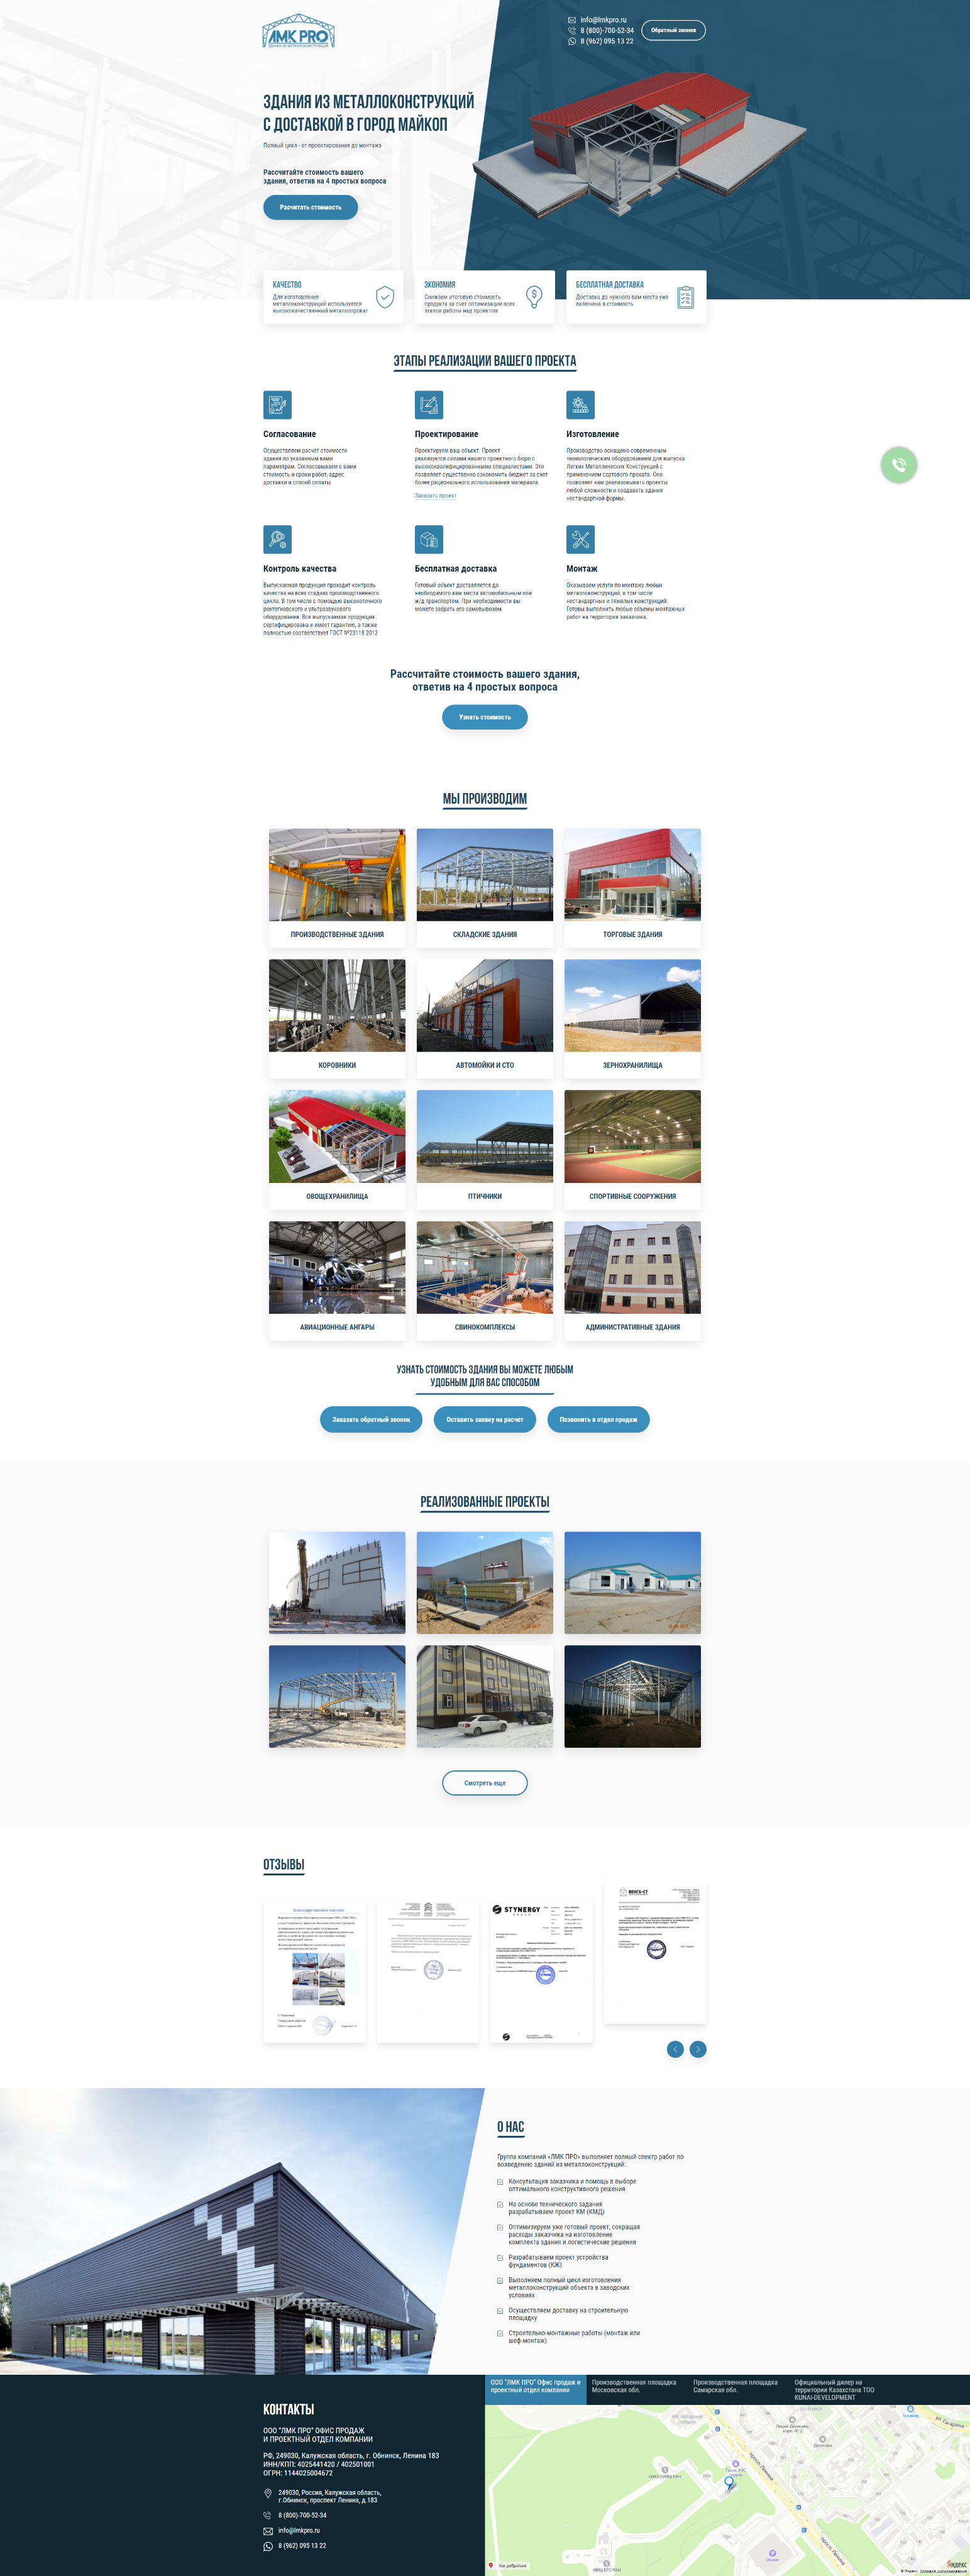 ЛМК PRO
ЗДАНИЯ ИЗ МЕТАЛЛОКОНСТРУКЦИЙ
info@lmkpro.ru
8 (800)-700-52-34
8 (962) 095 13 22
Обратный звонок
ЗДАНИЯ ИЗ МЕТАЛЛОКОНСТРУКЦИЙ
С ДОСТАВКОЙ В ГОРОД МАЙКОП
Полный цикл - от проектирования до монтажа
Рассчитайте стоимость вашего
здания, ответив на 4 простых вопроса
Расчитать стоимость
КАЧЕСТВО
Для изготовления
металлоконструкций используется
высококачественный металлопрокат
ЭКОНОМИЯ
Снижаем итоговую стоимость
продукта за счет оптимизации всех
этапов работы над проектом
БЕСПЛАТНАЯ ДОСТАВКА
Доставка до нужного вам места уже
включена в стоимость
ЭТАПЫ РЕАЛИЗАЦИИ ВАШЕГО ПРОЕКТА
Согласование
Осуществляем расчет стоимости
здания по указанным вами
параметрам. Согласовываем с вами
стоимость и сроки работ, адрес
доставки и способ оплаты.
Проектирование
Проектируем ваш объект. Проект
реализуется силами нашего проектного бюро с
высококвалифицированными специалистами. Это
позволяет существенно сэкономить бюджет за счет
более рационального использования материала.
Заказать проект
Изготовление
Производство оснащено современным
технологическим оборудованием для выпуска
Легких Металлических Конструкций с
применением сортового проката. Оно
позволяет нам реализовывать проекты
любой сложности и создавать здания
нестандартной формы.
Контроль качества
Выпускаемая продукция проходит контроль
качества на всех стадиях производственного
цикла. В том числе с помощью высокоточного
рентгеновского и ультразвукового
оборудования. Вся выпускаемая продукция
сертифицирована и имеет гарантию, а также
полностью соответствует ГОСТ №23118 2012
Бесплатная доставка
Готовый объект доставляется до
необходимого вам места автомобильным или
ж/д транспортом. При необходимости вы
можете забрать его самовывозом.
Монтаж
Оказываем услуги по монтажу любых
металлоконструкций, в том числе
нестандартных и тяжелых конструкций.
Готовы выполнять любые объемы монтажных
работ на территории заказчика.
Рассчитайте стоимость вашего здания,
ответив на 4 простых вопроса
Узнать стоимость
МЫ ПРОИЗВОДИМ
ПРОИЗВОДСТВЕННЫЕ ЗДАНИЯ
СКЛАДСКИЕ ЗДАНИЯ
ТОРГОВЫЕ ЗДАНИЯ
КОРОВНИКИ
АВТОМОЙКИ И СТО
ЗЕРНОХРАНИЛИЩА
ОВОЩЕХРАНИЛИЩА
ПТИЧНИКИ
СПОРТИВНЫЕ СООРУЖЕНИЯ
АВИАЦИОННЫЕ АНГАРЫ
СВИНОКОМПЛЕКСЫ
АДМИНИСТРАТИВНЫЕ ЗДАНИЯ
УЗНАТЬ СТОИМОСТЬ ЗДАНИЯ ВЫ МОЖЕТЕ ЛЮБЫМ
УДОБНЫМ ДЛЯ ВАС СПОСОБОМ
Заказать обратный звонок
Оставить заявку на расчет
Позвонить в отдел продаж
РЕАЛИЗОВАННЫЕ ПРОЕКТЫ
Смотреть еще
ОТЗЫВЫ
Благодарственное письмо
STYNERGY
ВЕНТА-СТ
О НАС
Группа компаний «ЛМК ПРО» выполняет полный спектр работ по
возведению зданий из металлоконструкций:
Консультация заказчика и помощь в выборе
оптимального конструктивного решения
На основе технического задания
разрабатываем проект КМ (КМД)
Оптимизируем уже готовый проект, сокращая
расходы заказчика на изготовление
комплекта здания и логистические решения
Разрабатываем проект устройства
фундаментов (КЖ)
Выполняем полный цикл изготовления
металлоконструкций объекта в заводских
условиях
Осуществляем доставку на строительную
площадку
Строительно-монтажные работы (монтаж или
шеф-монтаж)
КОНТАКТЫ
ООО "ЛМК ПРО" ОФИС ПРОДАЖ
И ПРОЕКТНЫЙ ОТДЕЛ КОМПАНИИ
РФ, 249030, Калужская область, г. Обнинск, Ленина 183
ИНН/КПП: 4025441420 / 402501001
ОГРН: 1144025004672
249030, Россия, Калужская область,
г.Обнинск, проспект Ленина, д.183
8 (800)-700-52-34
info@lmkpro.ru
8 (962) 095 13 22
ООО "ЛМК ПРО" Офис продаж и
проектный отдел компании
Производственная площадка
Московская обл.
Производственная площадка
Самарская обл.
Официальный дилер на
территории Казахстана ТОО
KUNAI-DEVELOPMENT
просп. Ленина
просп. Ленина
Как добраться
Яндекс